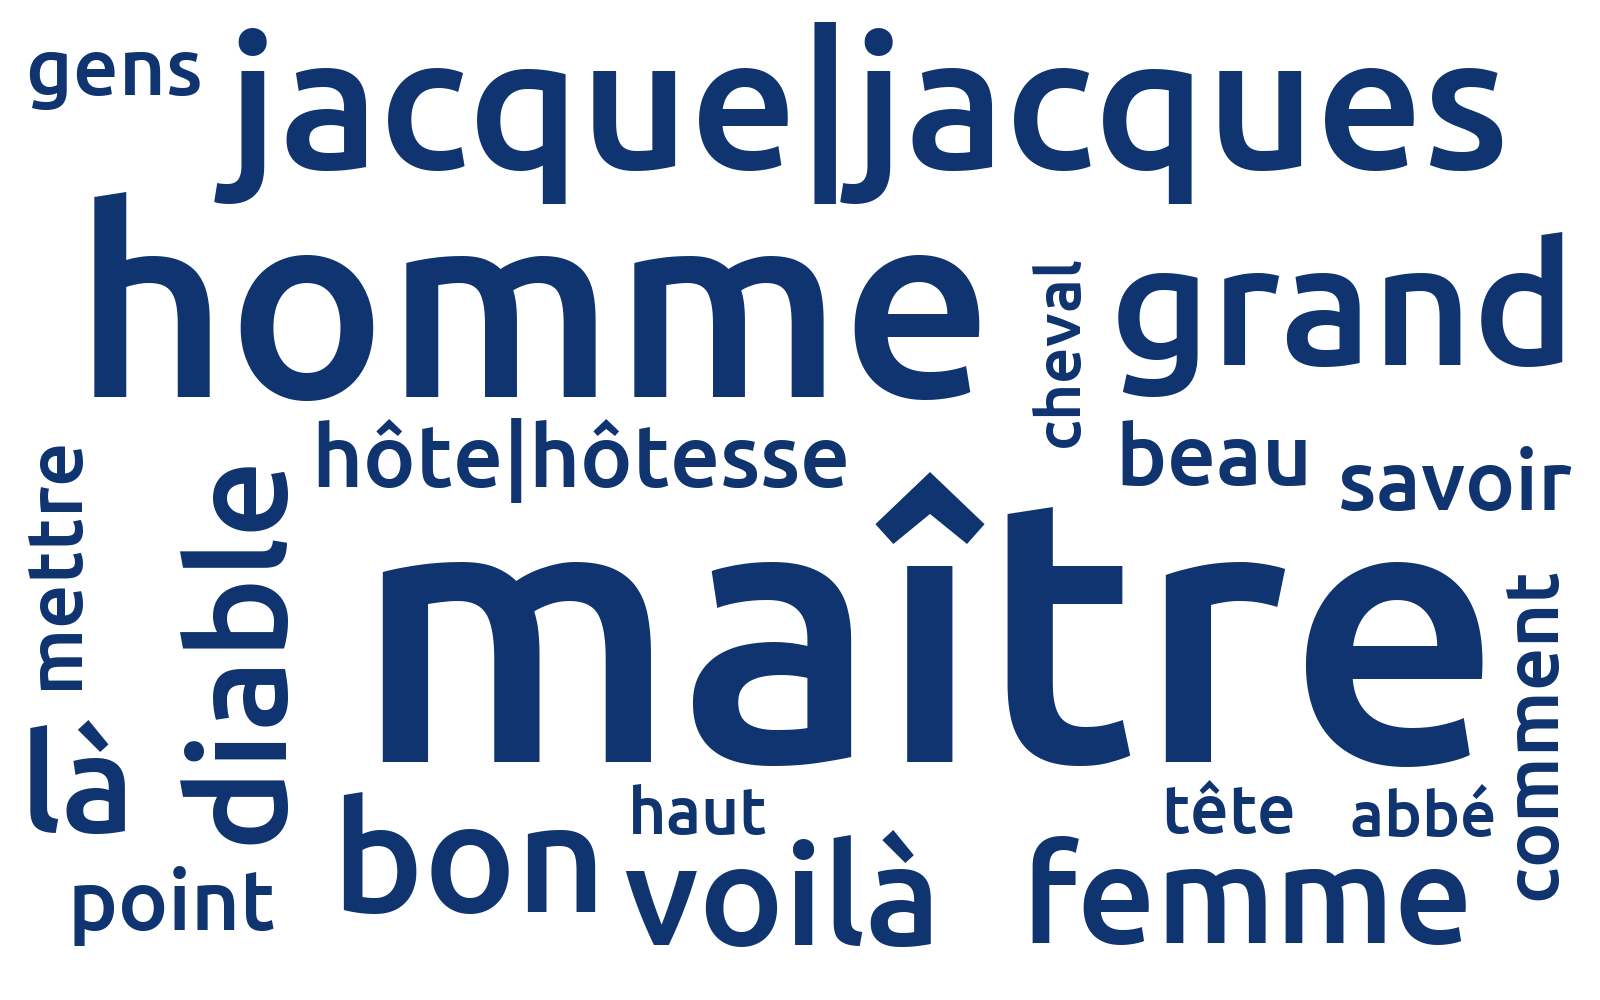 gens
jacque|jacques
homme
cheval
grand
hôte|hôtesse
beau
savoir
mettre
diable
maître
comment
là
bon
haut
tête
abbé
point
voilà
femme